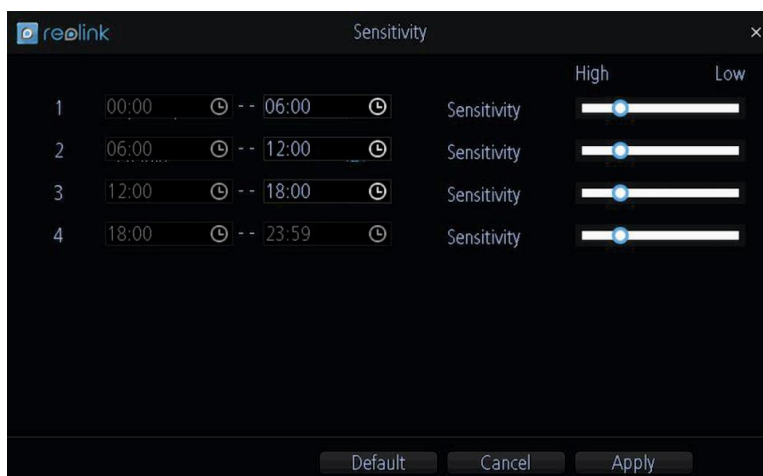 reolink Sensitivity ×
High Low
1 00:00 -- 06:00 Sensitivity
2 06:00 -- 12:00 Sensitivity
3 12:00 -- 18:00 Sensitivity
4 18:00 -- 23:59 Sensitivity
Default Cancel Apply